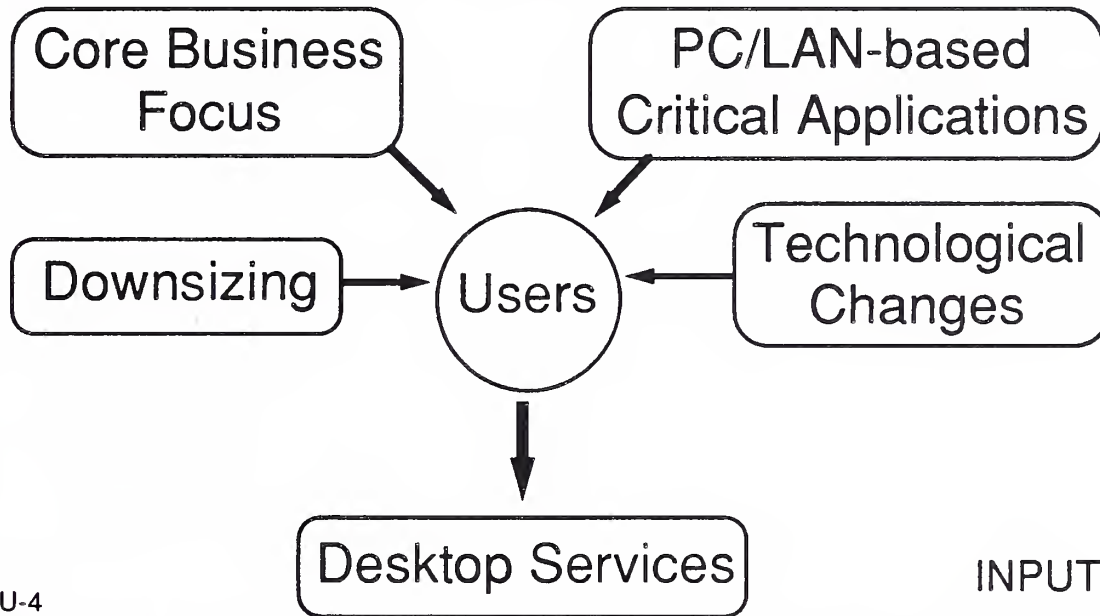 Core Business
Focus
PC/LAN-based
Critical Applications
Downsizing
Users
Technological
Changes
Desktop Services
U-4
INPUT